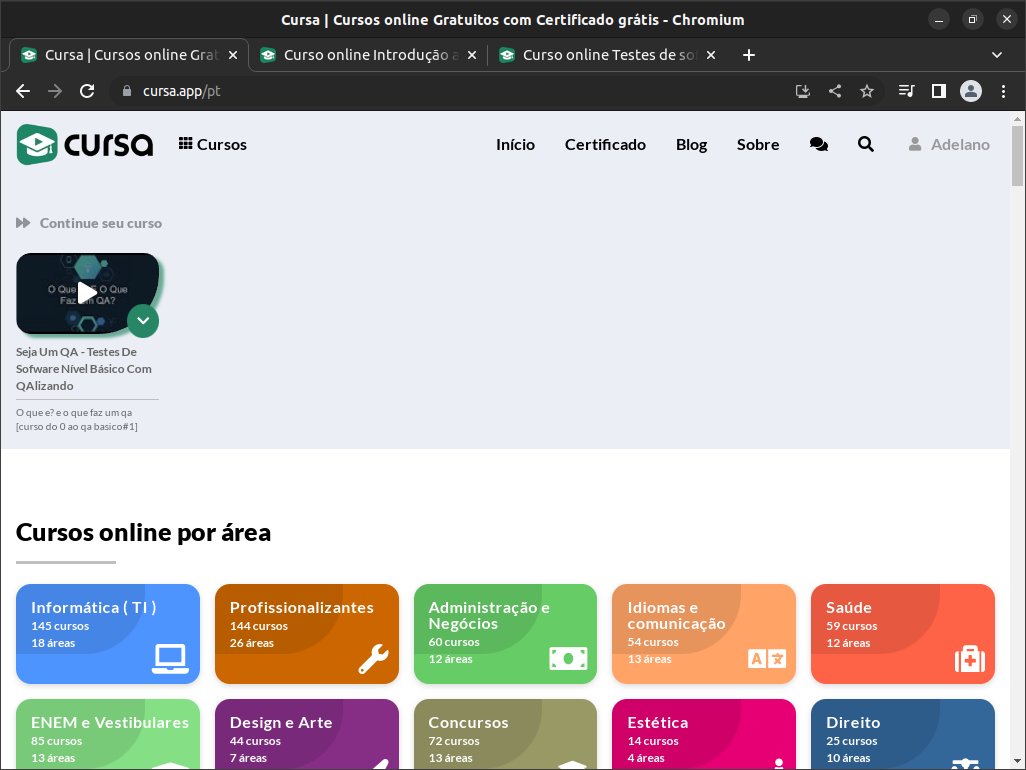 Cursa | Cursos online Gratuitos com Certificado grátis - Chromium
Cursa | Cursos online Grat
Curso online Introdução a
Curso online Testes de so
cursa.app/pt
cursa
Cursos
Início
Certificado
Blog
Sobre
Adelano
Continue seu curso
O Que É E O Que
Faz Um QA?
Seja Um QA - Testes De
Sofware Nível Básico Com
QAlizando
O que e? e o que faz um qa
[curso do 0 ao qa basico#1]
Cursos online por área
Informática ( TI )
145 cursos
18 áreas
Profissionalizantes
144 cursos
26 áreas
Administração e
Negócios
60 cursos
12 áreas
Idiomas e
comunicação
54 cursos
13 áreas
Saúde
59 cursos
12 áreas
ENEM e Vestibulares
85 cursos
13 áreas
Design e Arte
44 cursos
7 áreas
Concursos
72 cursos
13 áreas
Estética
14 cursos
4 áreas
Direito
25 cursos
10 áreas